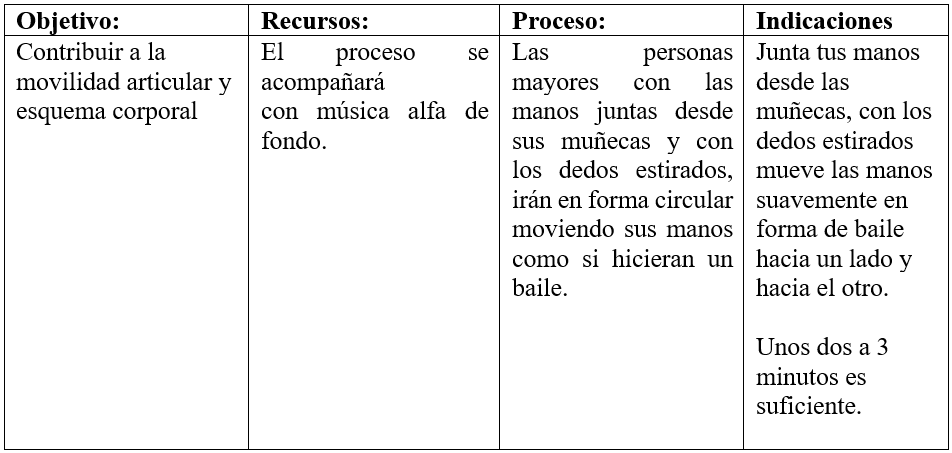 Objetivo:
Contribuir a la
movilidad articular y
esquema corporal
Recursos:
El proceso se
acompañará
con música alfa de
fondo.
Proceso:
Las personas
mayores con las
manos juntas desde
sus muñecas y con
los dedos estirados,
irán en forma circular
moviendo sus manos
como si hicieran un
baile.
Indicaciones
Junta tus manos
desde las
muñecas, con los
dedos estirados
mueve las manos
suavemente en
forma de baile
hacia un lado y
hacia el otro.
Unos dos a 3
minutos es
suficiente.